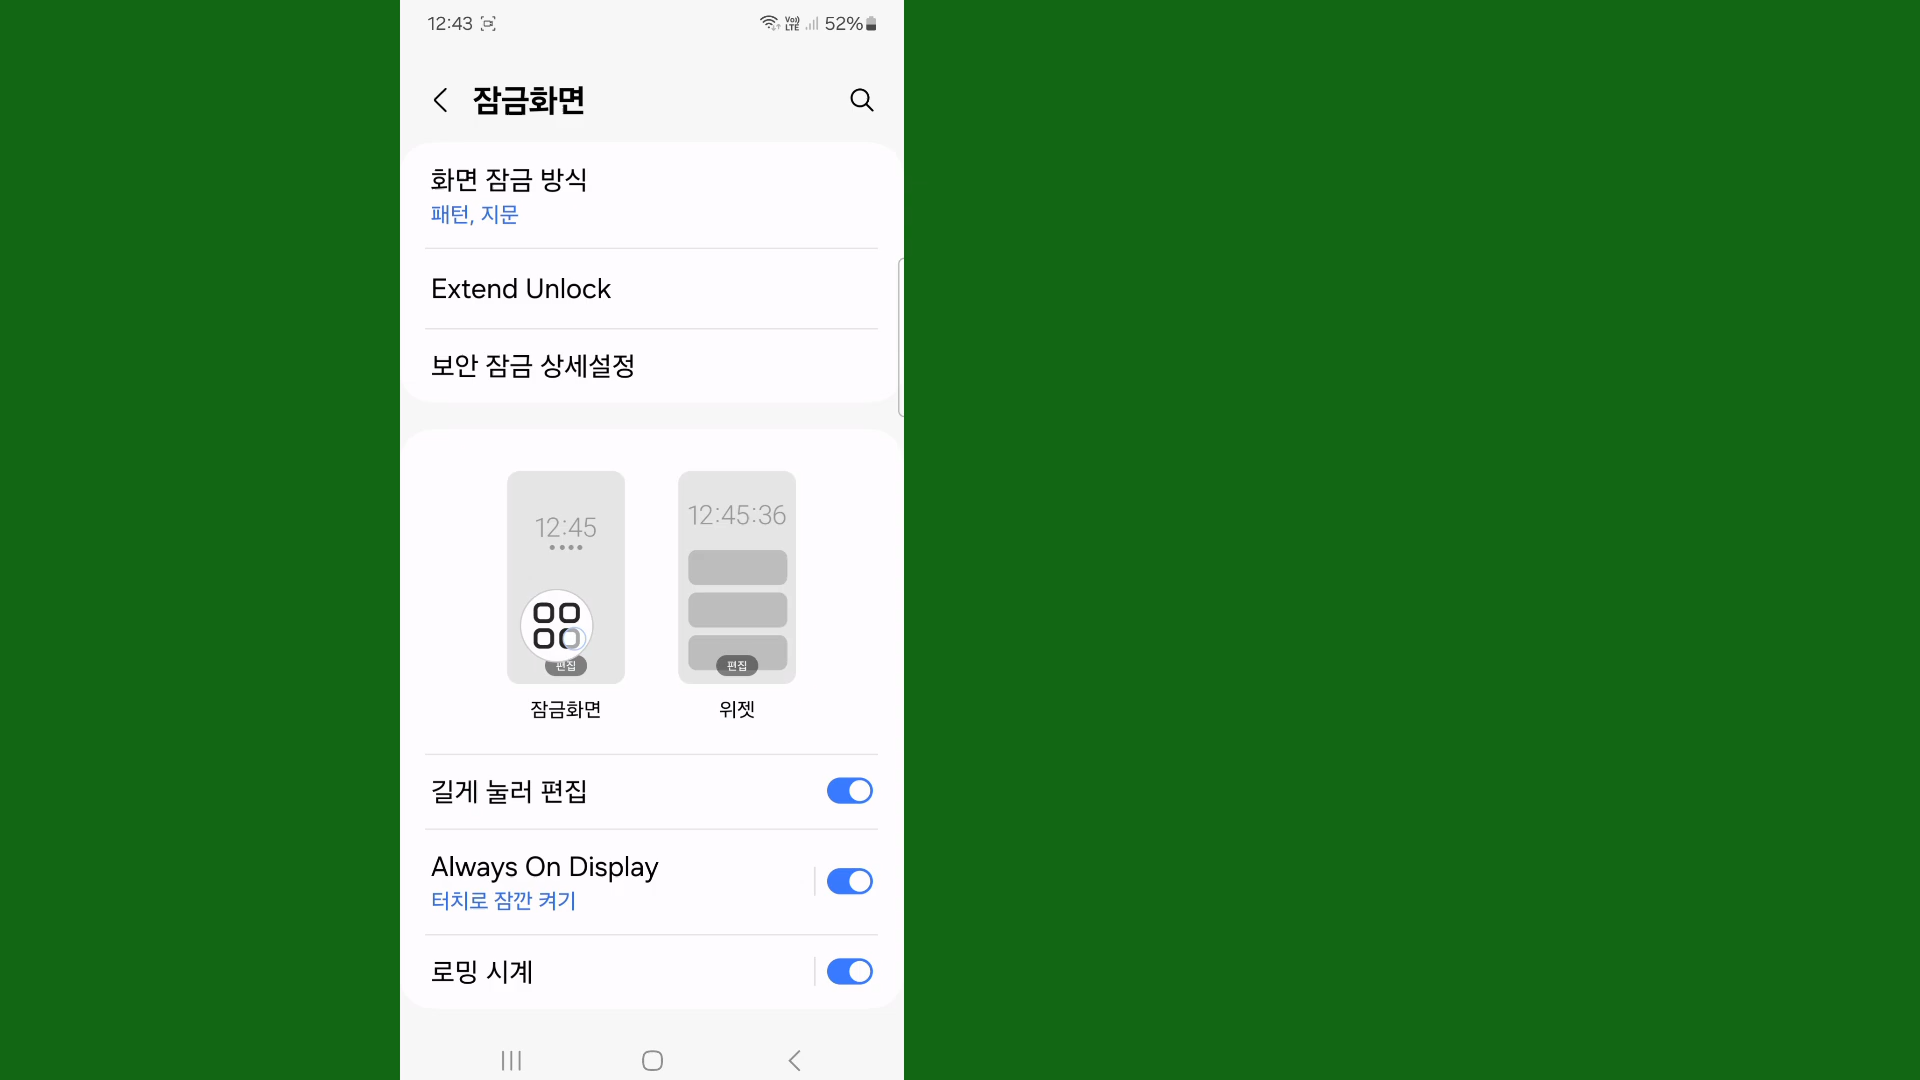 12:43
Vo)) LTE 52%
잠금화면
화면 잠금 방식
패턴, 지문
Extend Unlock
보안 잠금 상세설정
12:45
12:45:36
편집
편집
잠금화면
위젯
길게 눌러 편집
Always On Display
터치로 잠깐 켜기
로밍 시계